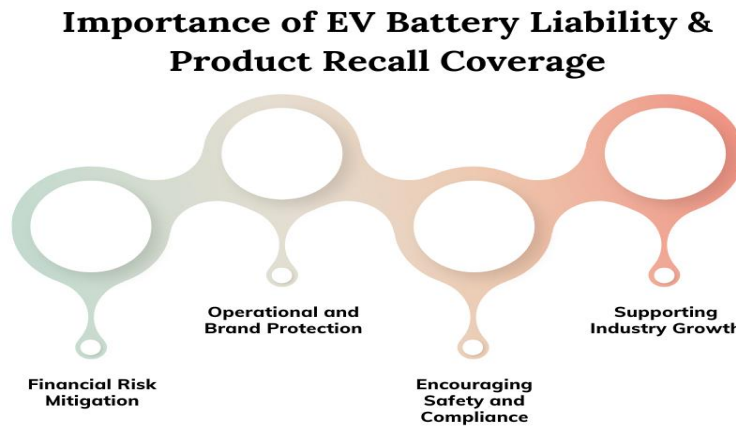 Importance of EV Battery Liability &
Product Recall Coverage
Financial Risk
Mitigation
Operational and
Brand Protection
Encouraging
Safety and
Compliance
Supporting
Industry Growth